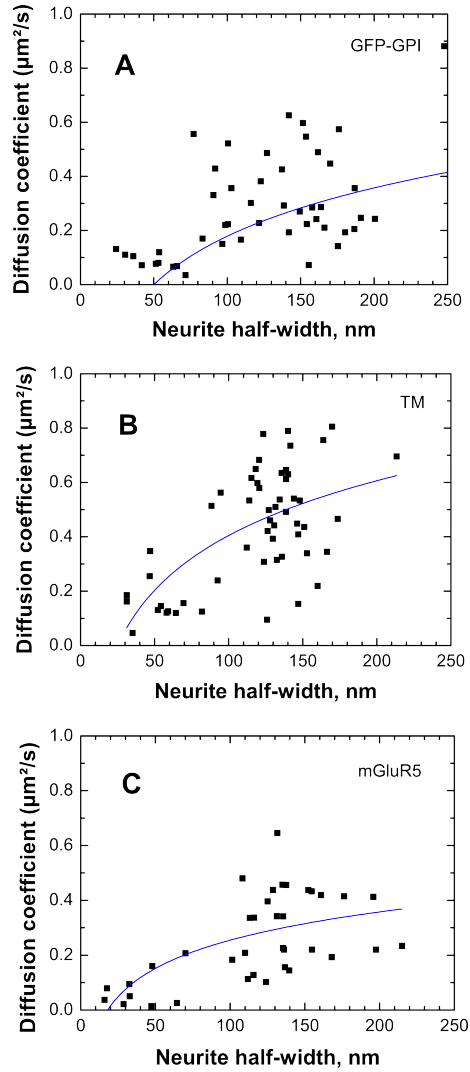 1.0
0.8
0.6
0.4
0.2
0.0
Diffusion coefficient (µm²/s)
A
GFP-GPI
0 50 100 150 200 250
Neurite half-width, nm
1.0
0.8
0.6
0.4
0.2
0.0
Diffusion coefficient (µm²/s)
B
TM
0 50 100 150 200 250
Neurite half-width, nm
1.0
0.8
0.6
0.4
0.2
0.0
Diffusion coefficient (µm²/s)
C
mGluR5
0 50 100 150 200 250
Neurite half-width, nm